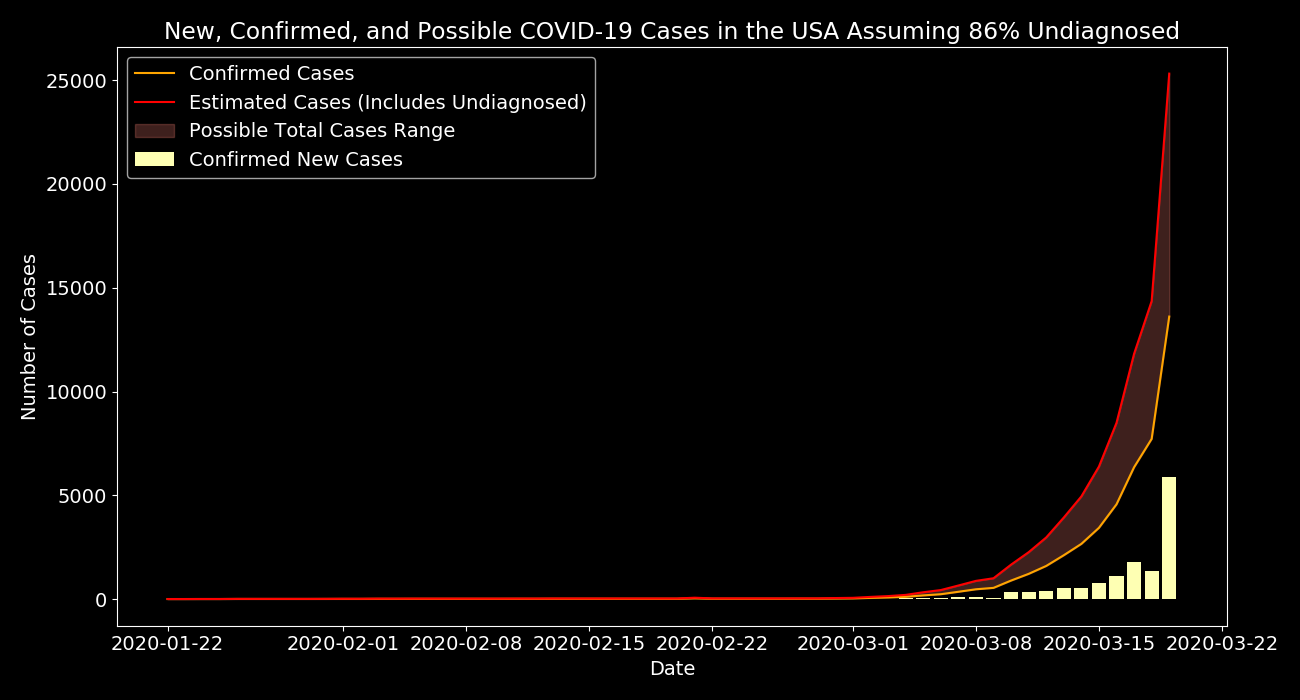 New, Confirmed, and Possible COVID-19 Cases in the USA Assuming 86% Undiagnosed
Confirmed Cases
Estimated Cases (Includes Undiagnosed)
Possible Total Cases Range
Confirmed New Cases
25000
20000
15000
10000
5000
0
Number of Cases
2020-01-22 2020-02-01 2020-02-08 2020-02-15 2020-02-22 2020-03-01 2020-03-08 2020-03-15 2020-03-22
Date